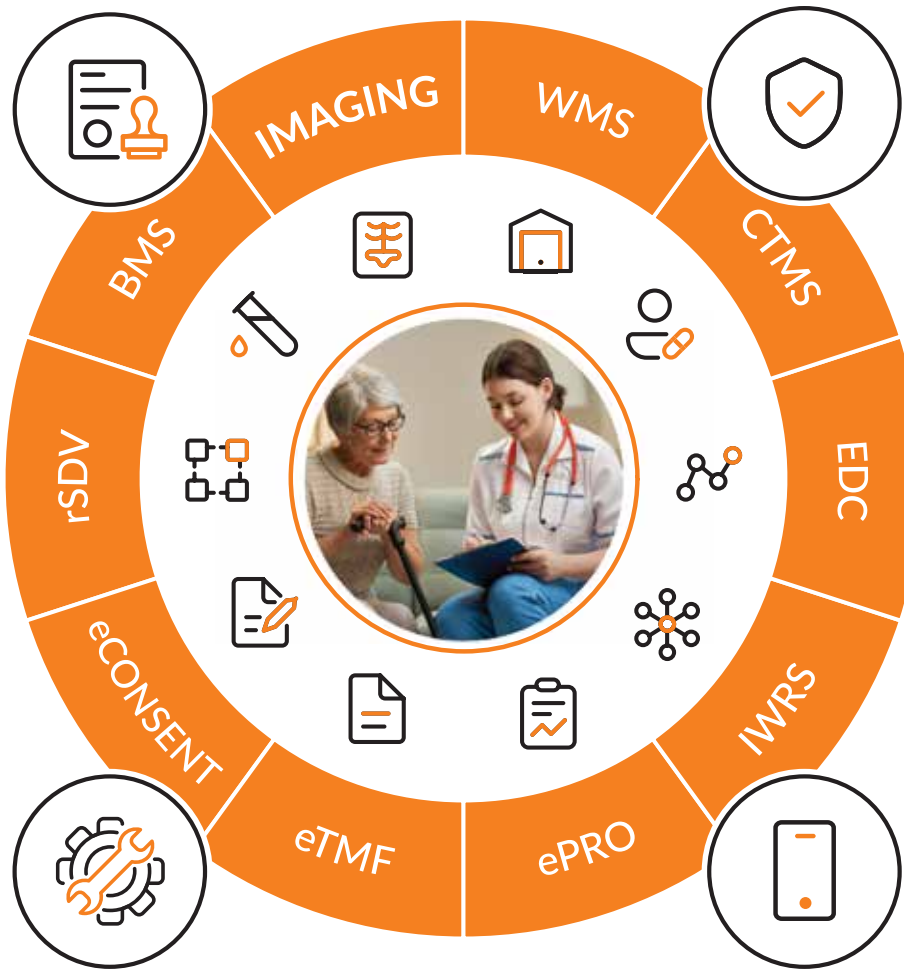 IMAGING
WMS
CTMS
EDC
IWRS
ePRO
eTMF
eCONSENT
rSDV
BMS